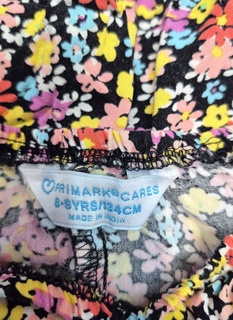 PRIMARK CARES
8-9YRS/134CM
MADE IN INDIA